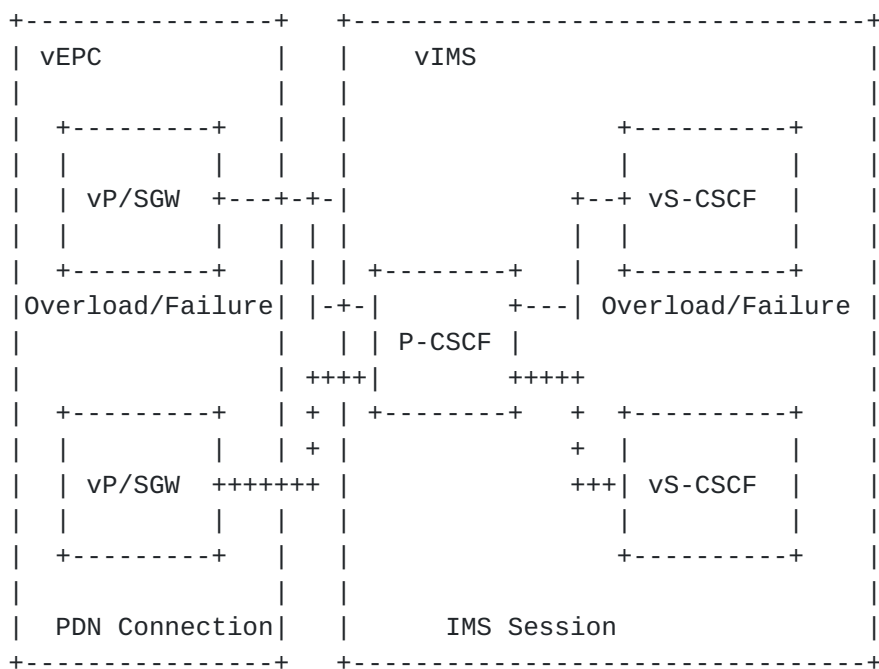 vEPC vIMS
vP/SGW vS-CSCF
Overload/Failure Overload/Failure
P-CSCF
vP/SGW vS-CSCF
PDN Connection IMS Session